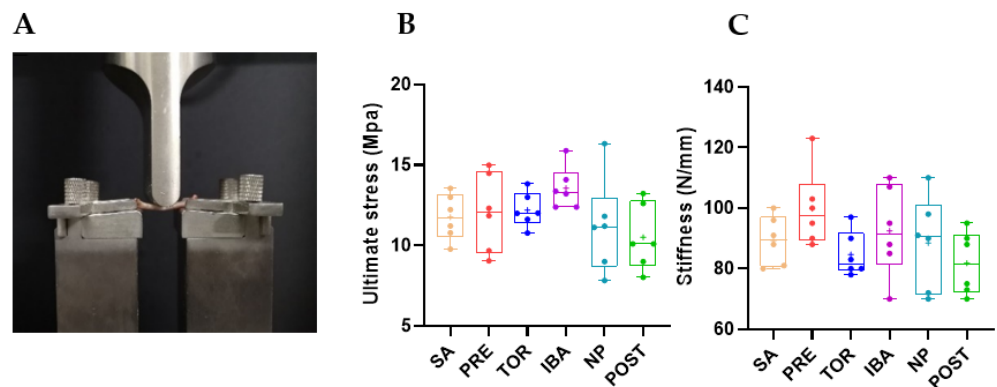 A
B
C
Ultimate stress (Mpa)
20
15
10
5
SA
PRE
TOR
IBA
NP
POST
Stiffness (N/mm)
140
120
100
80
60
SA
PRE
TOR
IBA
NP
POST